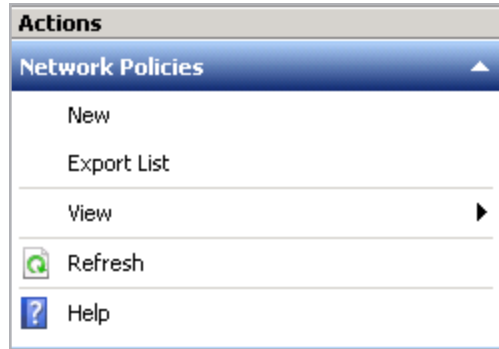 Actions
Network Policies
New
Export List
View
Refresh
Help